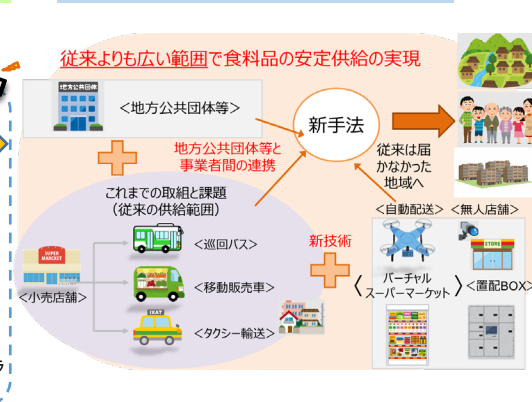 従来よりも広い範囲で食料品の安定供給の実現
地方公共団体
＜地方公共団体等＞
新手法
地方公共団体等と
事業者間の連携
従来は届
かなかった
地域へ
これまでの取組と課題
（従来の供給範囲）
＜自動配送＞
＜無人店舗＞
SUPER
MARKET
＜小売店舗＞
＜巡回バス＞
＜移動販売車＞
TAXI
＜タクシー輸送＞
新技術
STORE
〈 バーチャル
スーパーマーケット 〉
＜置配BOX＞
ラ